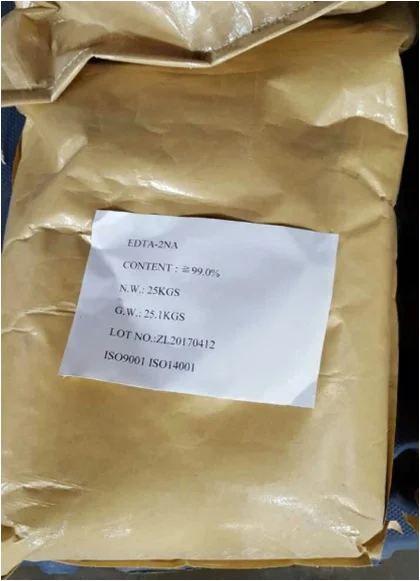 EDTA-2NA
CONTENT : ≧99.0%
N.W.: 25KGS
G.W.: 25.1KGS
LOT NO.:ZL20170412
ISO9001 ISO14001